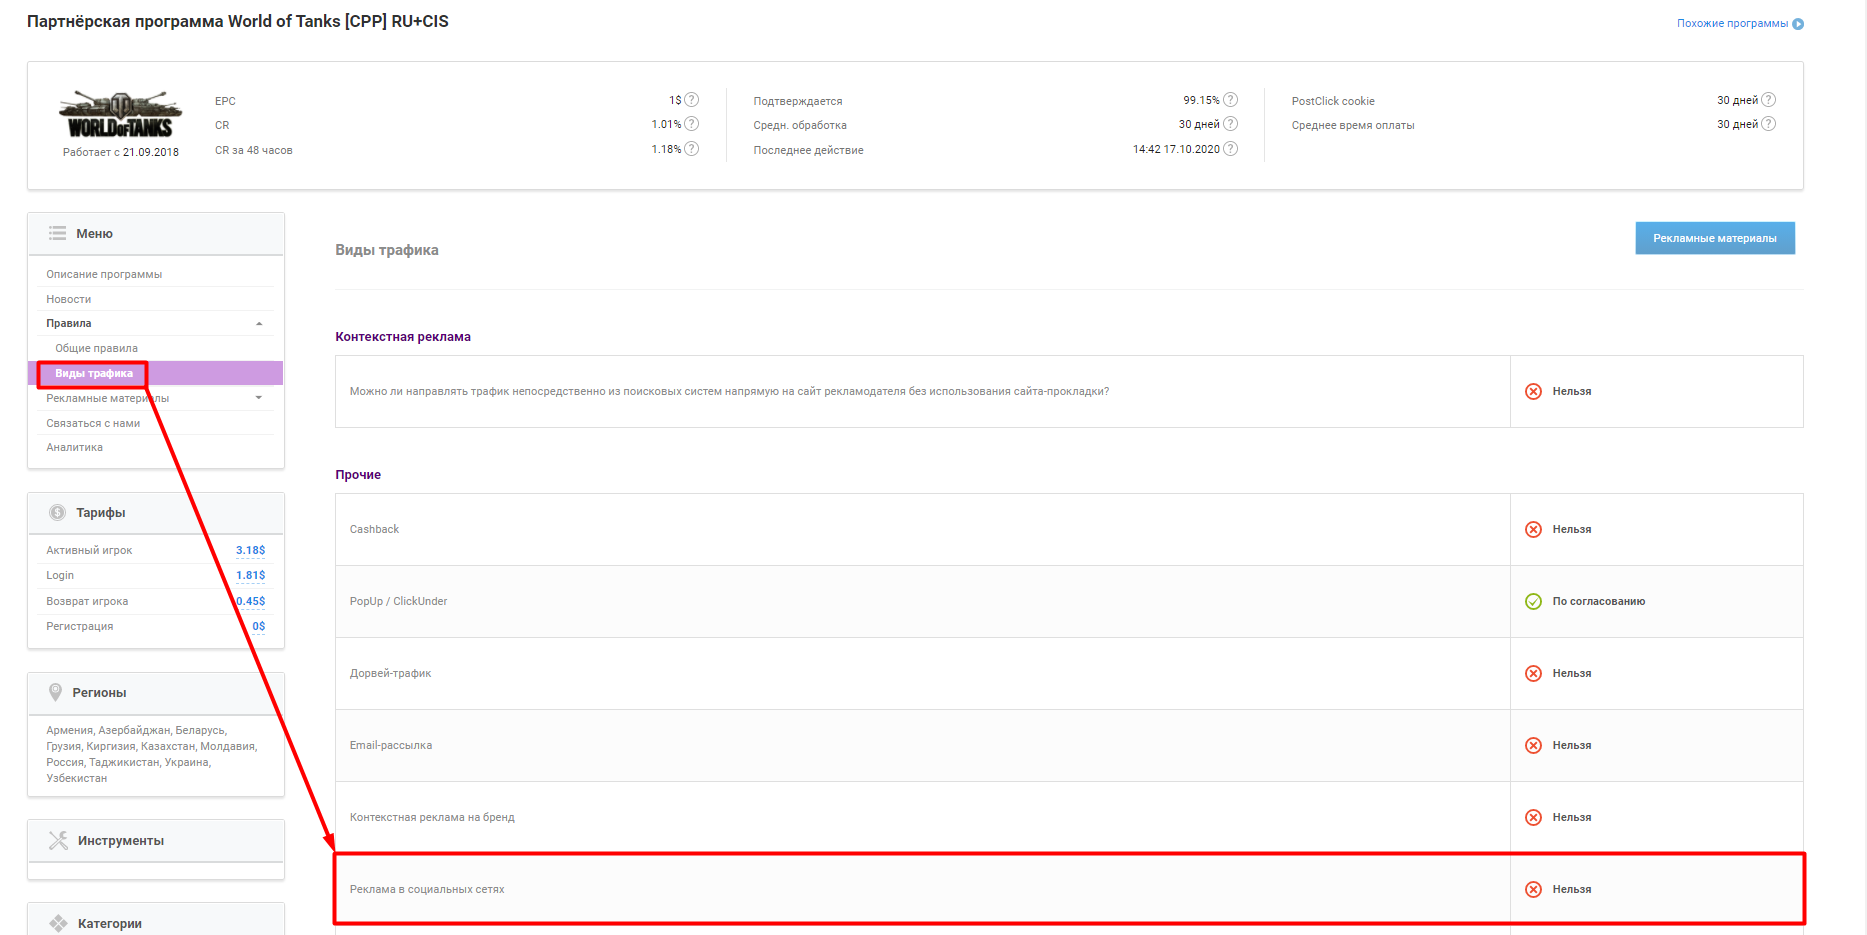 Партнёрская программа World of Tanks [CPP] RU+CIS
Похожие программы
WORLD OF TANKS
Работает с 21.09.2018
EPC 1$ ?
CR 1.01% ?
CR за 48 часов 1.18% ?
Подтверждается 99.15% ?
Средн. обработка 30 дней ?
Последнее действие 14:42 17.10.2020 ?
PostClick cookie 30 дней ?
Среднее время оплаты 30 дней ?
Меню
Описание программы
Новости
Правила
Общие правила
Виды трафика
Рекламные материалы
Связаться с нами
Аналитика
Тарифы
Активный игрок 3.18$
Login 1.81$
Возврат игрока 0.45$
Регистрация 0$
Регионы
Армения, Азербайджан, Беларусь,
Грузия, Киргизия, Казахстан, Молдавия,
Россия, Таджикистан, Украина,
Узбекистан
Инструменты
Категории
Виды трафика
Рекламные материалы
Контекстная реклама
Можно ли направлять трафик непосредственно из поисковых систем напрямую на сайт рекламодателя без использования сайта-прокладки? Нельзя
Прочие
Cashback Нельзя
PopUp / ClickUnder По согласованию
Дорвей-трафик Нельзя
Email-рассылка Нельзя
Контекстная реклама на бренд Нельзя
Реклама в социальных сетях Нельзя